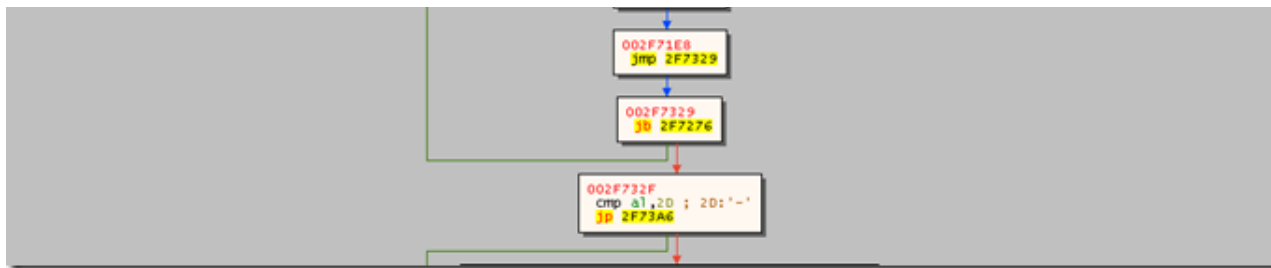 002F71E8
jmp 2F7329
002F7329
jb 2F7276
002F732F
cmp al,2D ; 2D:'-'
jp 2F73A6